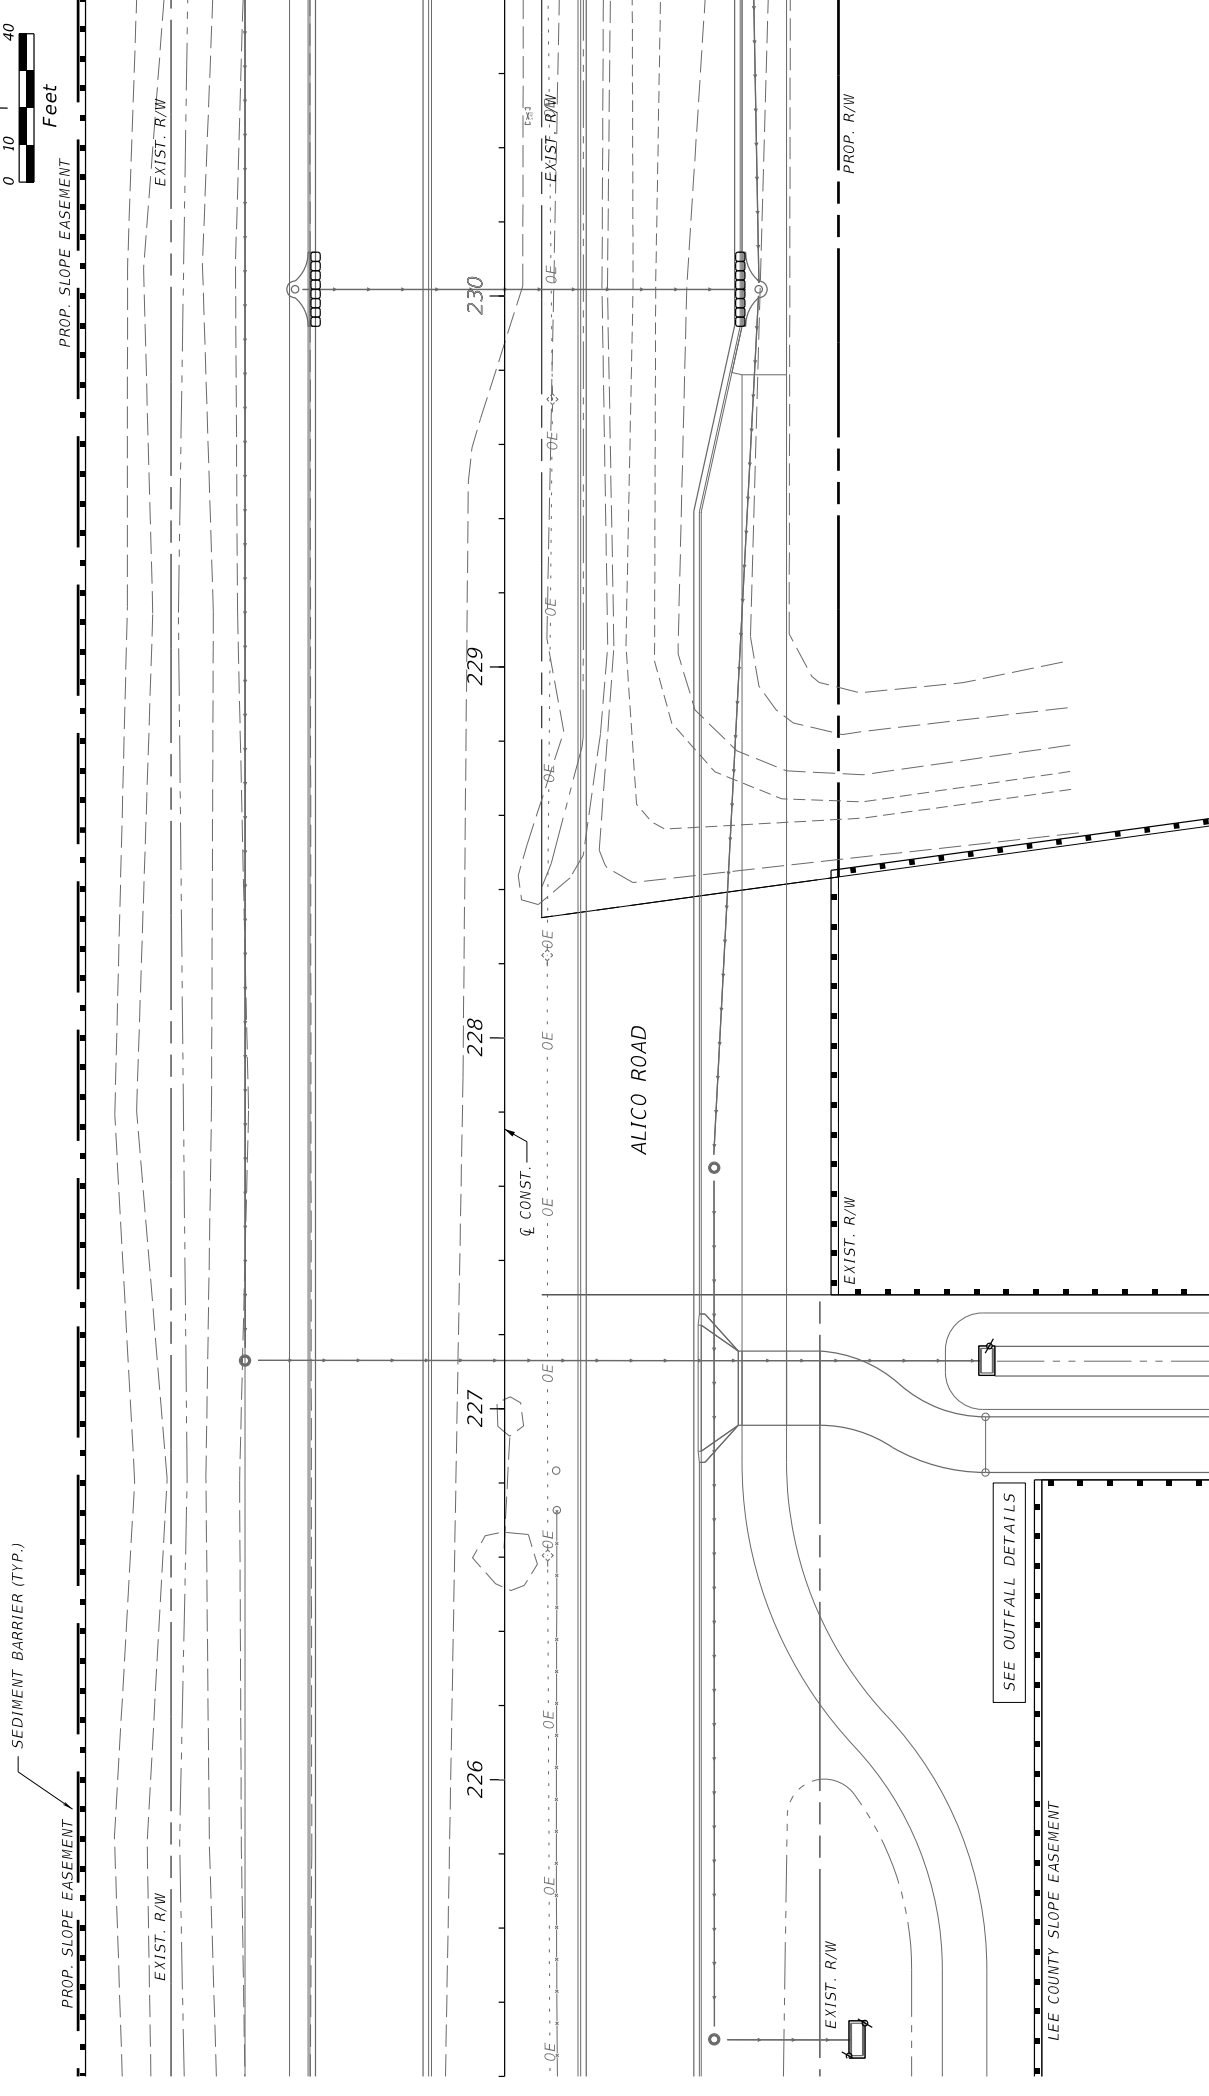 0 10 40
Feet
PROP. SLOPE EASEMENT
EXIST. R/W
EXIST. R/W
PROP. R/W
OE
230
OE
OE
229
OE
OE
228
OE
ALICO ROAD
℄ CONST.
OE
EXIST. R/W
OE
227
OE
SEE OUTFALL DETAILS
SEDIMENT BARRIER (TYP.)
OE
226
PROP. SLOPE EASEMENT
EXIST. R/W
OE
EXIST. R/W
LEE COUNTY SLOPE EASEMENT
OE